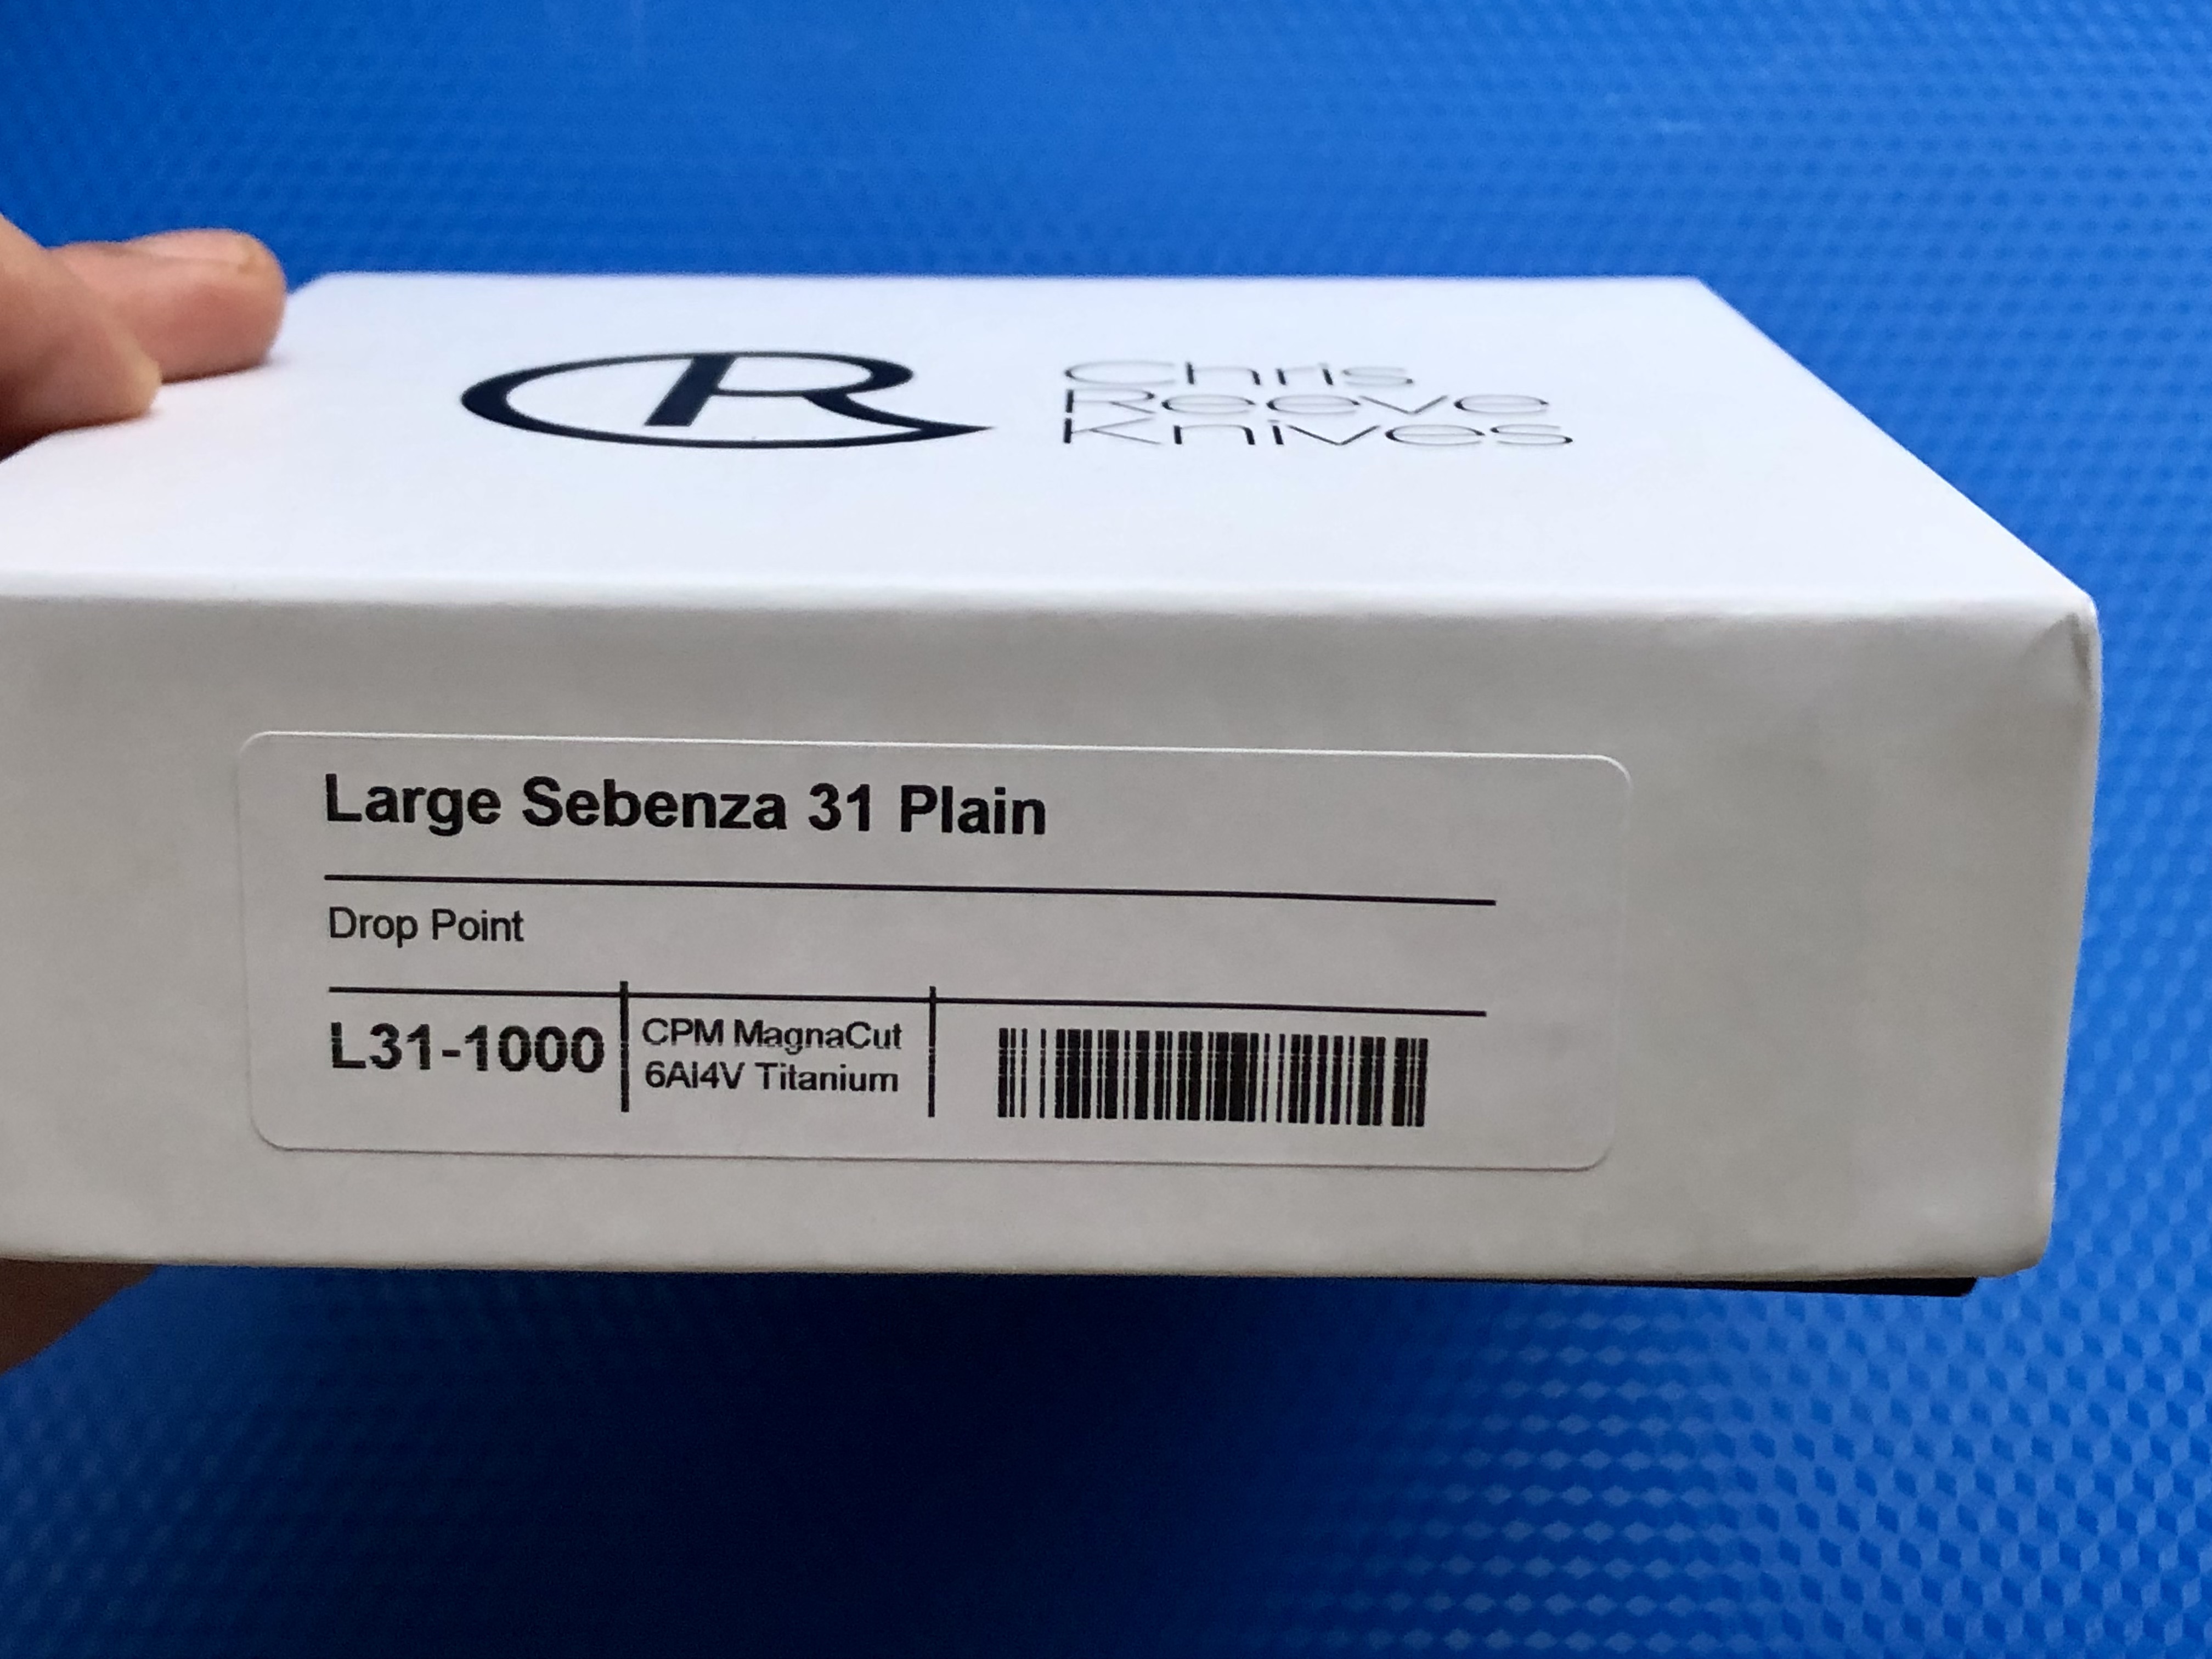 CR
Chris
Reeve
Knives
Large Sebenza 31 Plain
Drop Point
L31-1000
CPM MagnaCut
6Al4V Titanium